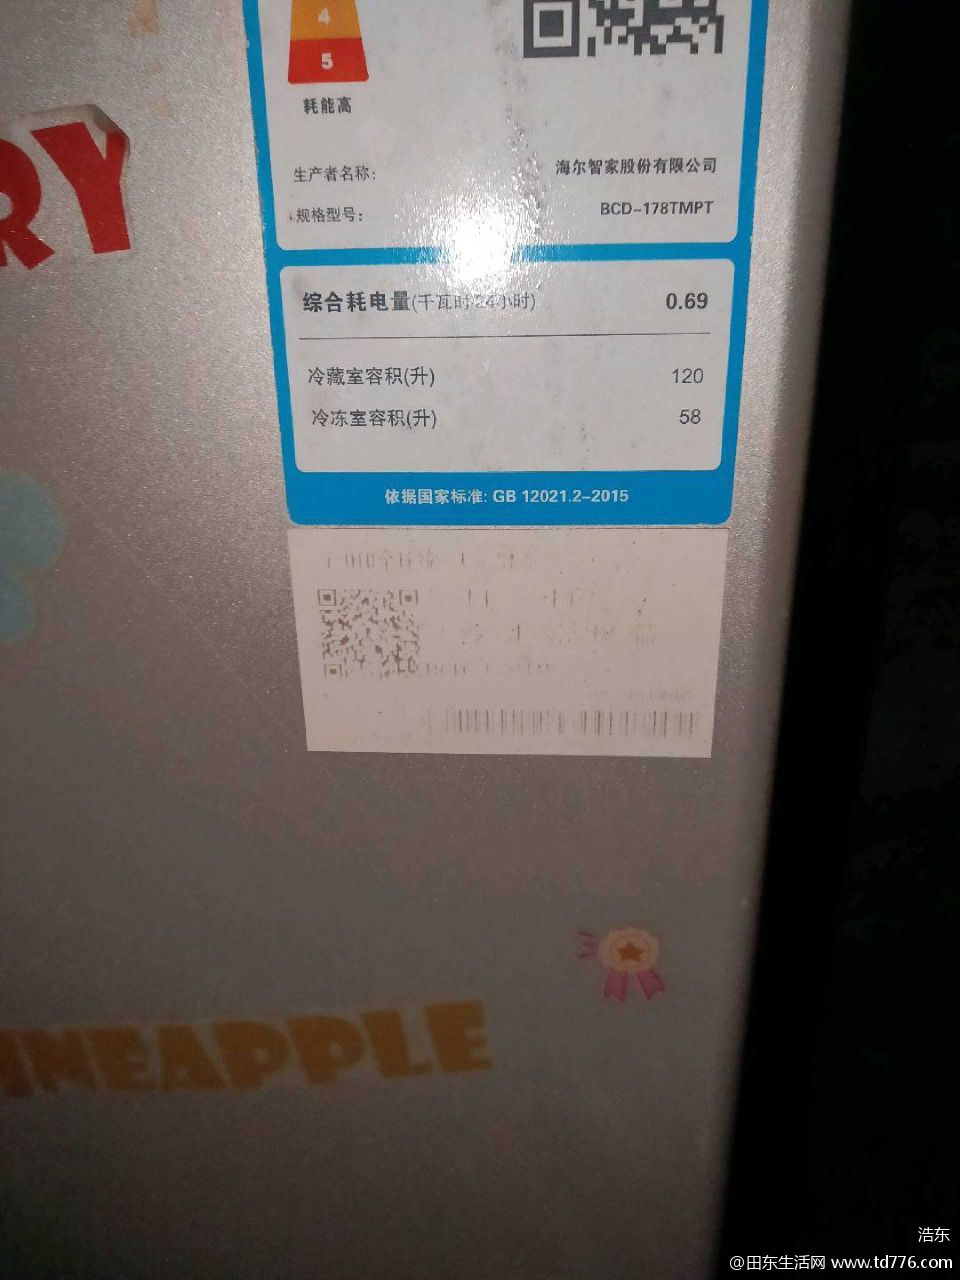 4
5
耗能高
RY
生产者名称: 海尔智家股份有限公司
规格型号: BCD-178TMPT
综合耗电量(千瓦时/24小时) 0.69
冷藏室容积(升) 120
冷冻室容积(升) 58
依据国家标准: GB 12021.2-2015
INEAPPLE
浩东
@田东生活网 www.td776.com